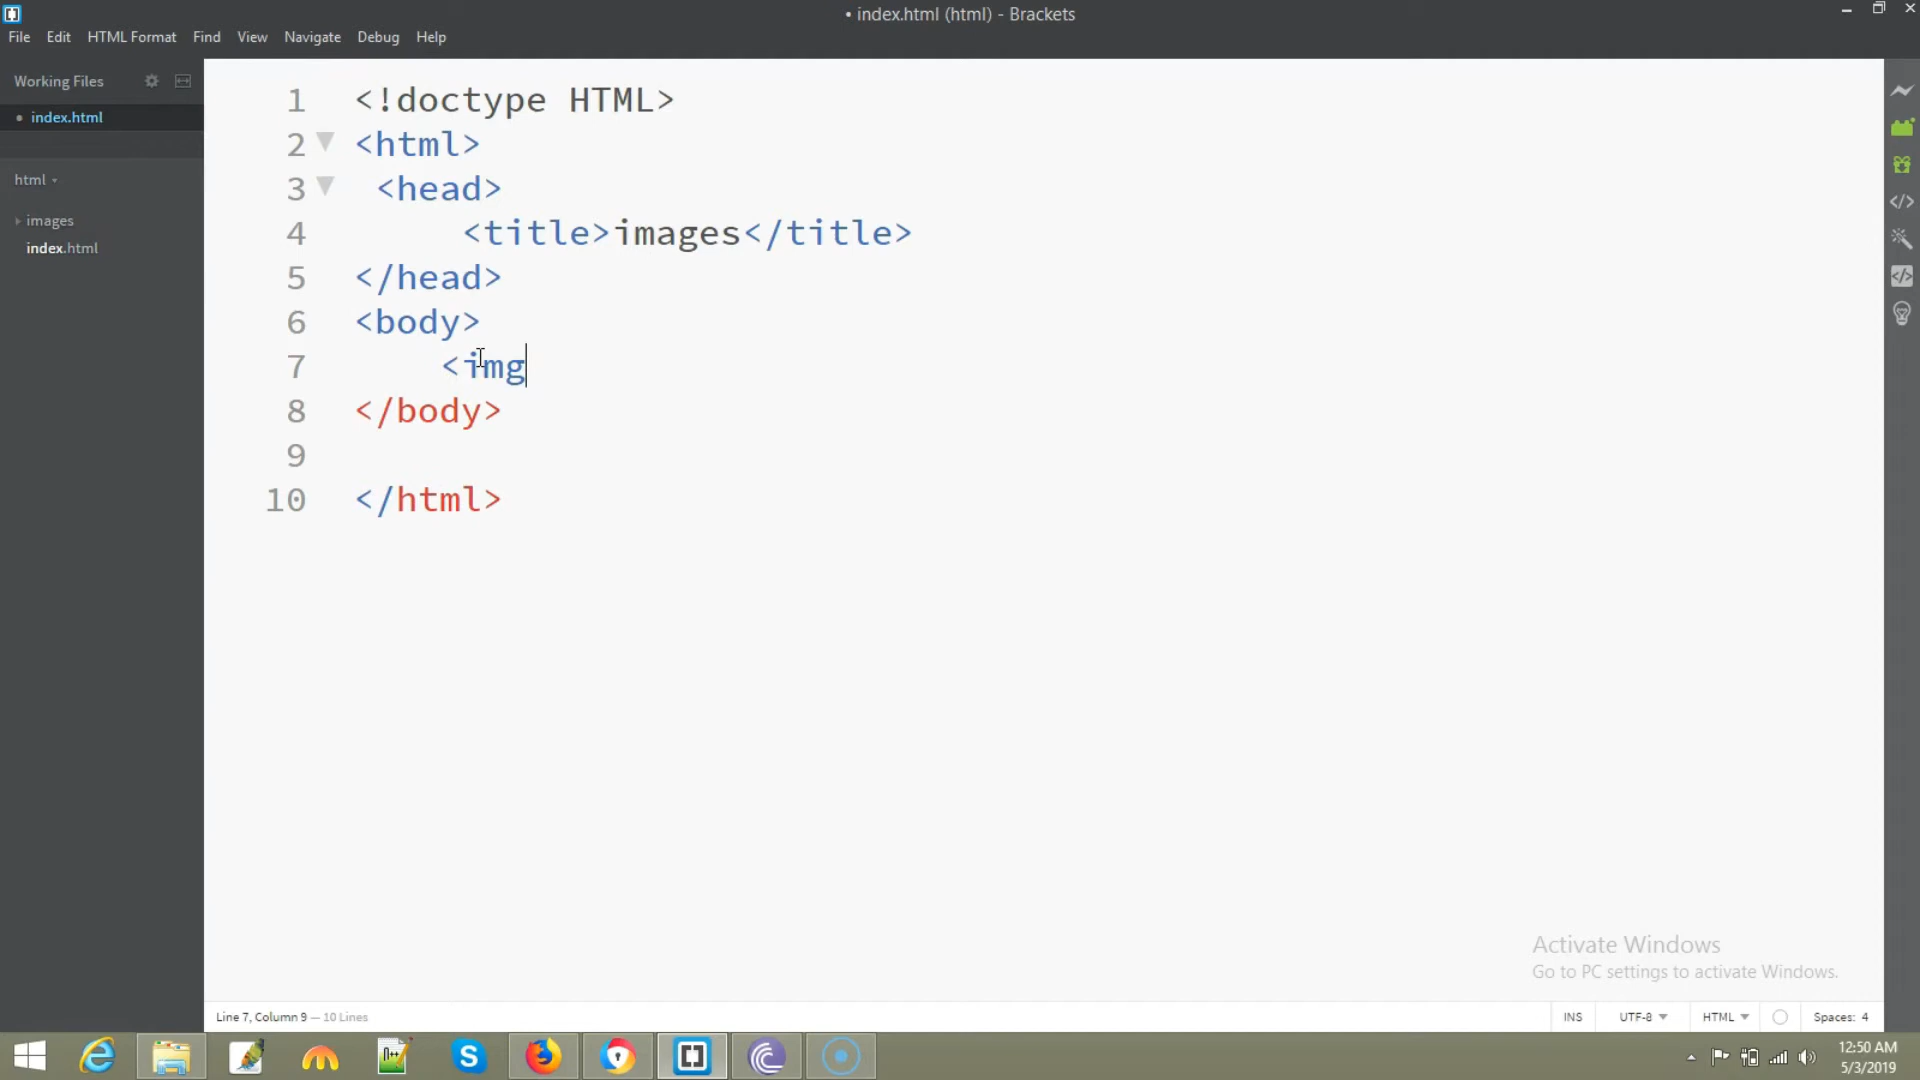 • index.html (html) - Brackets
File Edit HTML Format Find View Navigate Debug Help
Working Files
• index.html
html
images
index.html
1 <!doctype HTML>
2 <html>
3 <head>
4 <title>images</title>
5 </head>
6 <body>
7 <img
8 </body>
9
10 </html>
Activate Windows
Go to PC settings to activate Windows.
Line 7, Column 9 — 10 Lines
INS UTF-8 HTML Spaces: 4
12:50 AM
5/3/2019